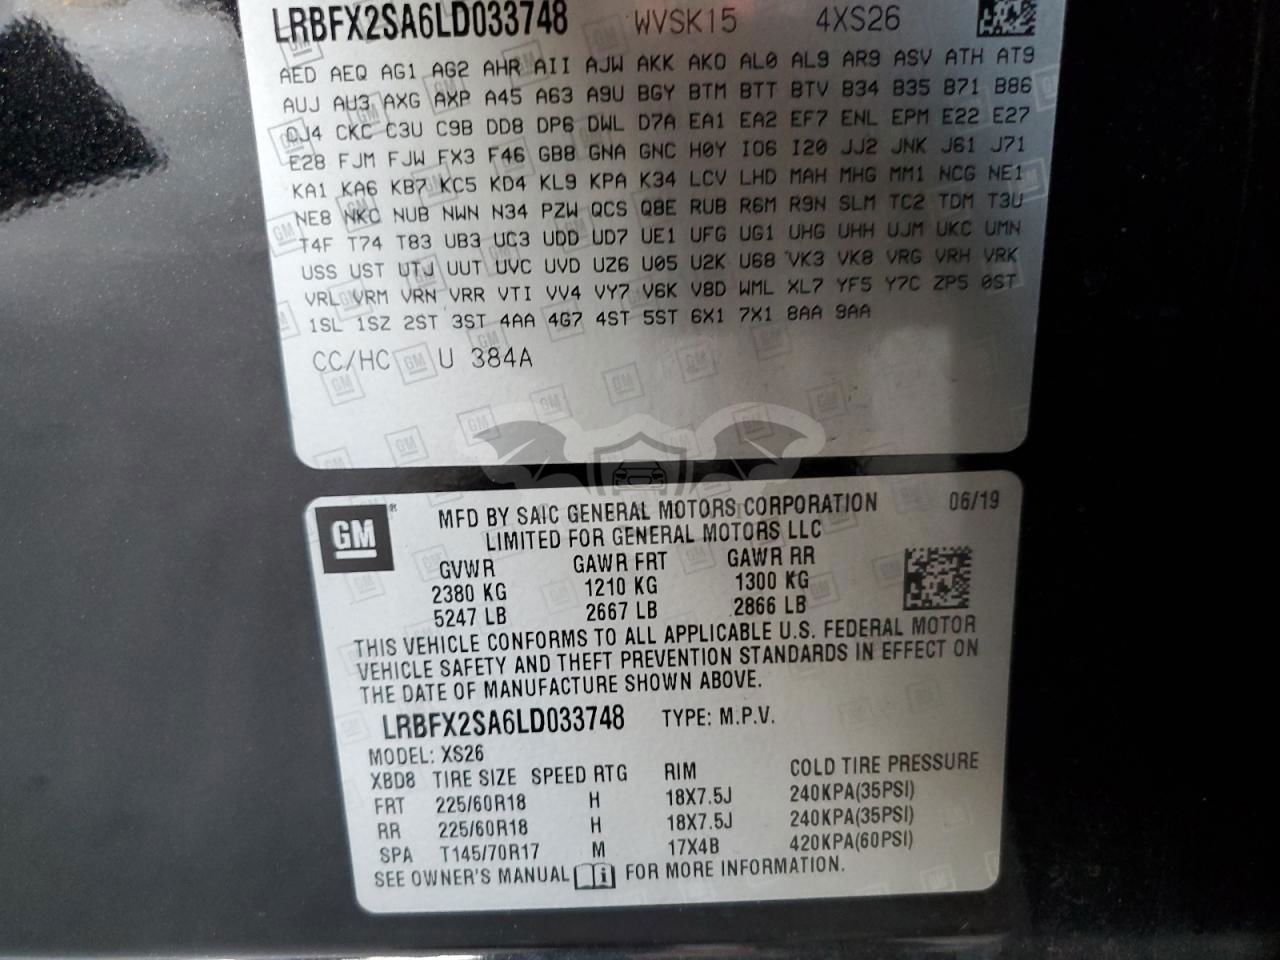 LRBFX2SA6LD033748 WVSK15 4XS26
AED AEQ AG1 AG2 AHR AII AJW AKK AKO AL0 AL9 AR9 ASV ATH AT9
AUJ AU3 AXG AXP A45 A63 A9U BGY BTM BTT BTV B34 B35 B71 B86
CJ4 CKC C3U C9B DD8 DP6 DWL D7A EA1 EA2 EF7 ENL EPM E22 E27
E28 FJM FJW FX3 F46 GB8 GNA GNC H0Y IO6 I20 JJ2 JNK J61 J71
KA1 KA6 KB7 KC5 KD4 KL9 KPA K34 LCV LHD MAH MHG MM1 NCG NE1
NE8 NKC NUB NWN N34 PZW QCS Q8E RUB R6M R9N SLM TC2 TDM T3U
T4F T74 T83 UB3 UC3 UDD UD7 UE1 UFG UG1 UHG UHH UJM UKC UMN
USS UST UTJ UUT UVC UVD UZ6 U05 U2K U68 VK3 VK8 VRG VRH VRK
VRL VRM VRN VRR VTI VV4 VY7 V6K V8D WML XL7 YF5 Y7C ZP5 0ST
1SL 1SZ 2ST 3ST 4AA 4G7 4ST 5ST 6X1 7X1 8AA 9AA
CC/HC U 384A
GM® MFD BY SAIC GENERAL MOTORS CORPORATION 06/19
LIMITED FOR GENERAL MOTORS LLC
GVWR GAWR FRT GAWR RR
2380 KG 1210 KG 1300 KG
5247 LB 2667 LB 2866 LB
THIS VEHICLE CONFORMS TO ALL APPLICABLE U.S. FEDERAL MOTOR
VEHICLE SAFETY AND THEFT PREVENTION STANDARDS IN EFFECT ON
THE DATE OF MANUFACTURE SHOWN ABOVE.
LRBFX2SA6LD033748 TYPE: M.P.V.
MODEL: XS26
XBD8 TIRE SIZE SPEED RTG RIM COLD TIRE PRESSURE
FRT 225/60R18 H 18X7.5J 240KPA(35PSI)
RR 225/60R18 H 18X7.5J 240KPA(35PSI)
SPA T145/70R17 M 17X4B 420KPA(60PSI)
SEE OWNER'S MANUAL FOR MORE INFORMATION.